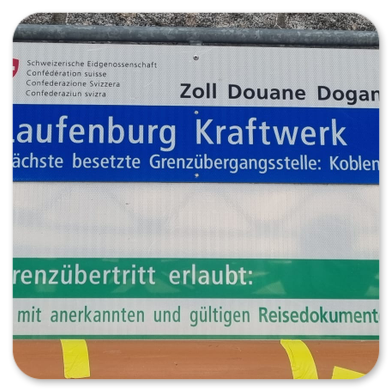 Schweizerische Eidgenossenschaft
Confédération suisse
Confederazione Svizzera
Confederaziun svizra
Zoll Douane Dogan
Laufenburg Kraftwerk
ächste besetzte Grenzübergangsstelle: Koblen
renzübertritt erlaubt:
mit anerkannten und gültigen Reisedokument